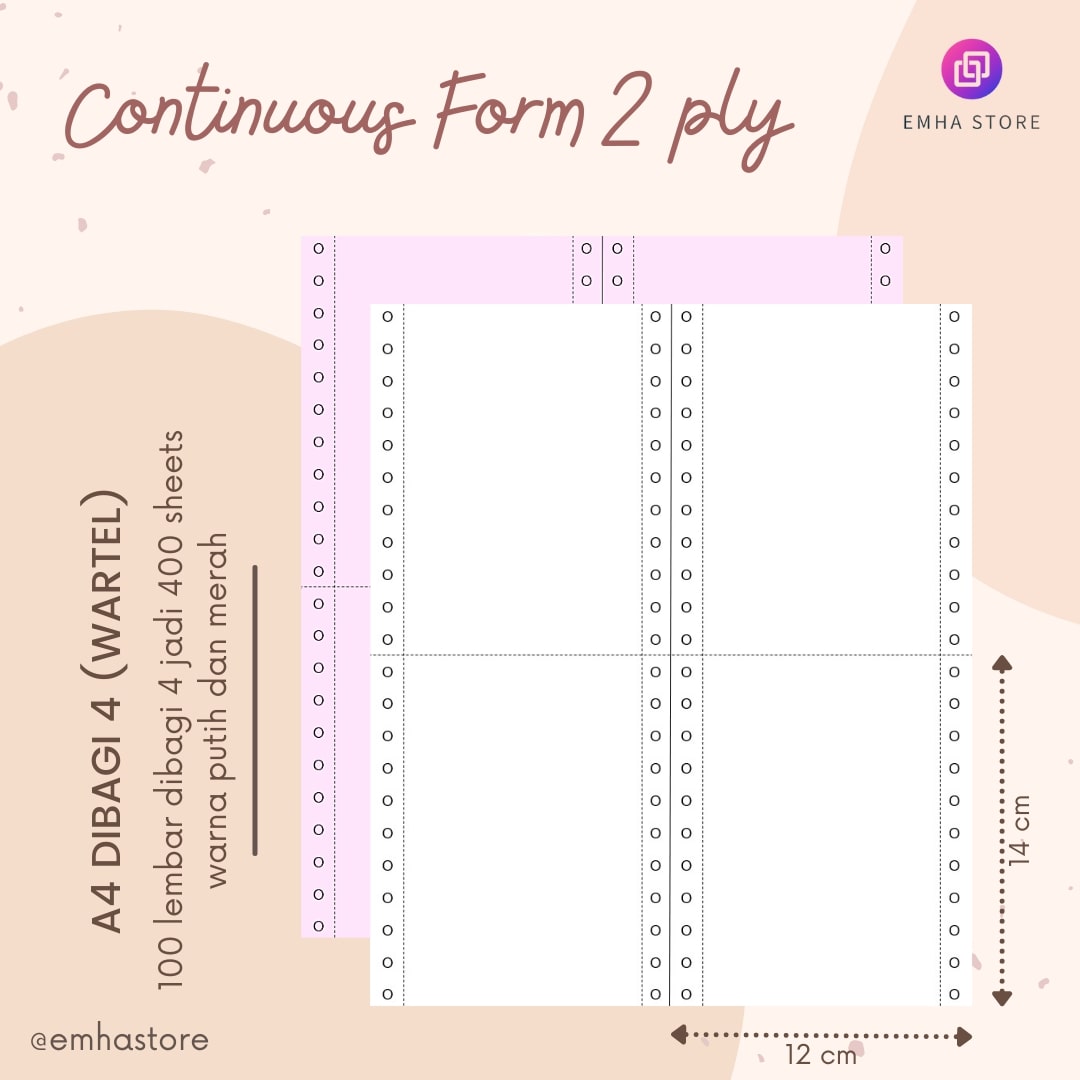 Continuous Form 2 ply
EMHA STORE
A4 DIBAGI 4 (WARTEL)
100 lembar dibagi 4 jadi 400 sheets
warna putih dan merah
14 cm
12 cm
@emhastore